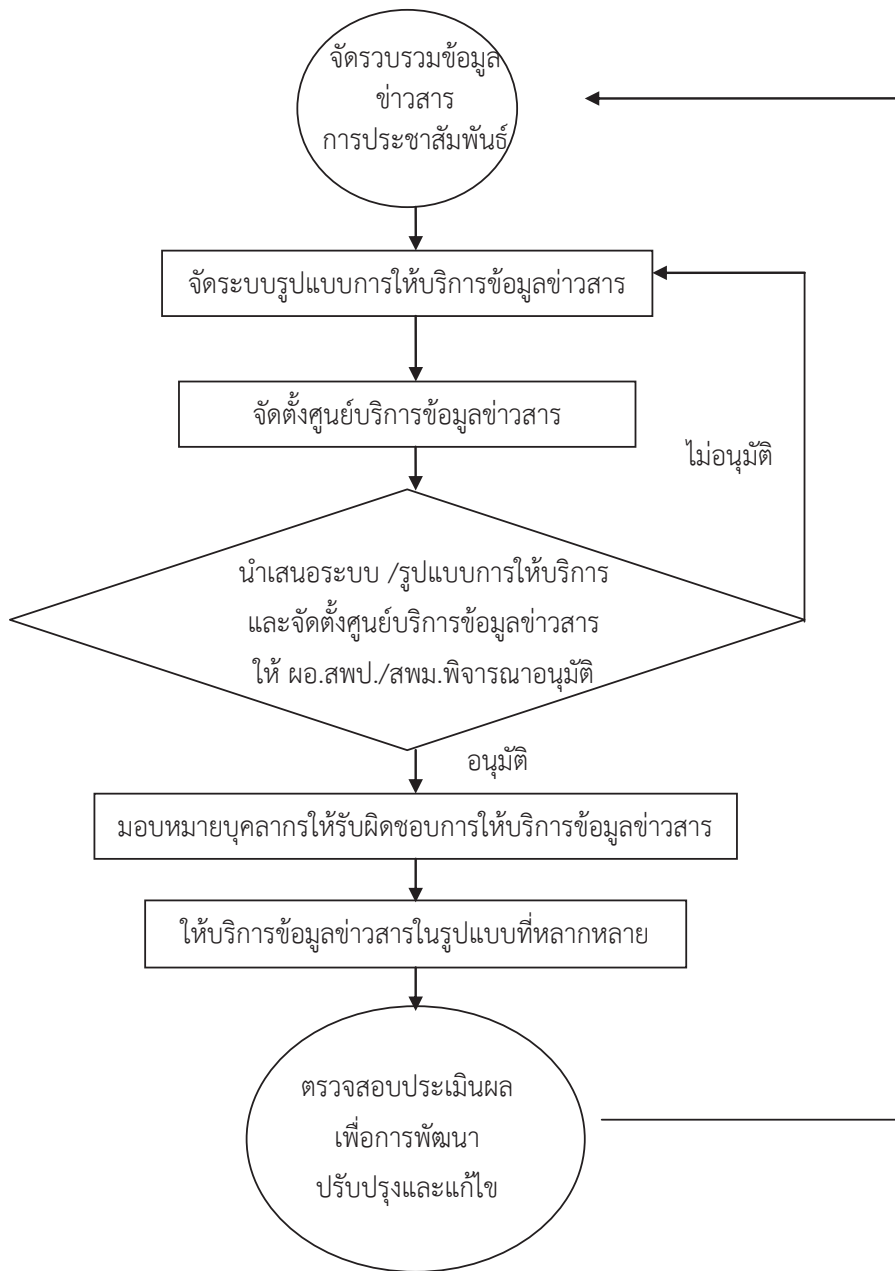 จัดรวบรวมข้อมูล
ข่าวสาร
การประชาสัมพันธ์
จัดระบบรูปแบบการให้บริการข้อมูลข่าวสาร
จัดตั้งศูนย์บริการข้อมูลข่าวสาร
ไม่อนุมัติ
นำเสนอระบบ /รูปแบบการให้บริการ
และจัดตั้งศูนย์บริการข้อมูลข่าวสาร
ให้ ผอ.สพป./สพม.พิจารณาอนุมัติ
อนุมัติ
มอบหมายบุคลากรให้รับผิดชอบการให้บริการข้อมูลข่าวสาร
ให้บริการข้อมูลข่าวสารในรูปแบบที่หลากหลาย
ตรวจสอบประเมินผล
เพื่อการพัฒนา
ปรับปรุงและแก้ไข